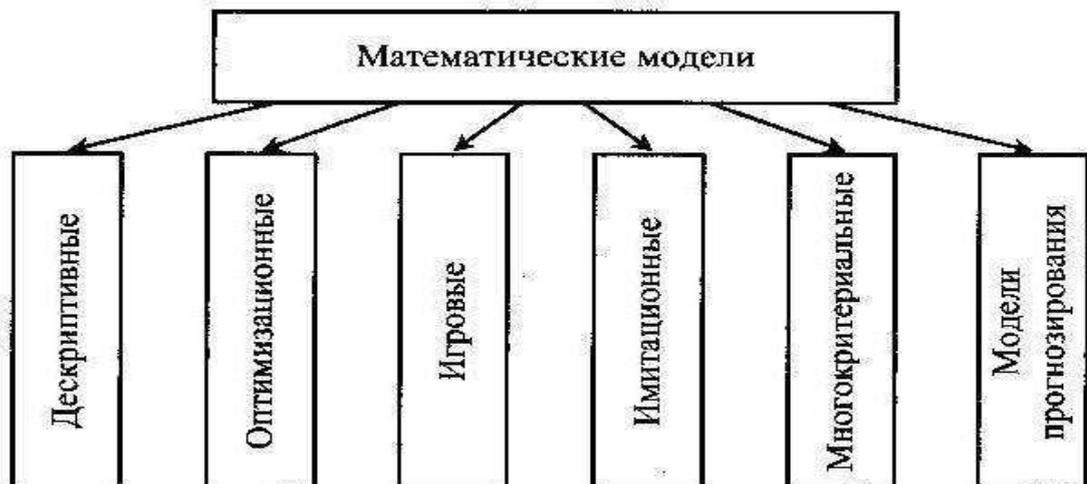 Математические модели
Дескриптивные
Оптимизационные
Игровые
Имитационные
Многокритериальные
Модели
прогнозирования